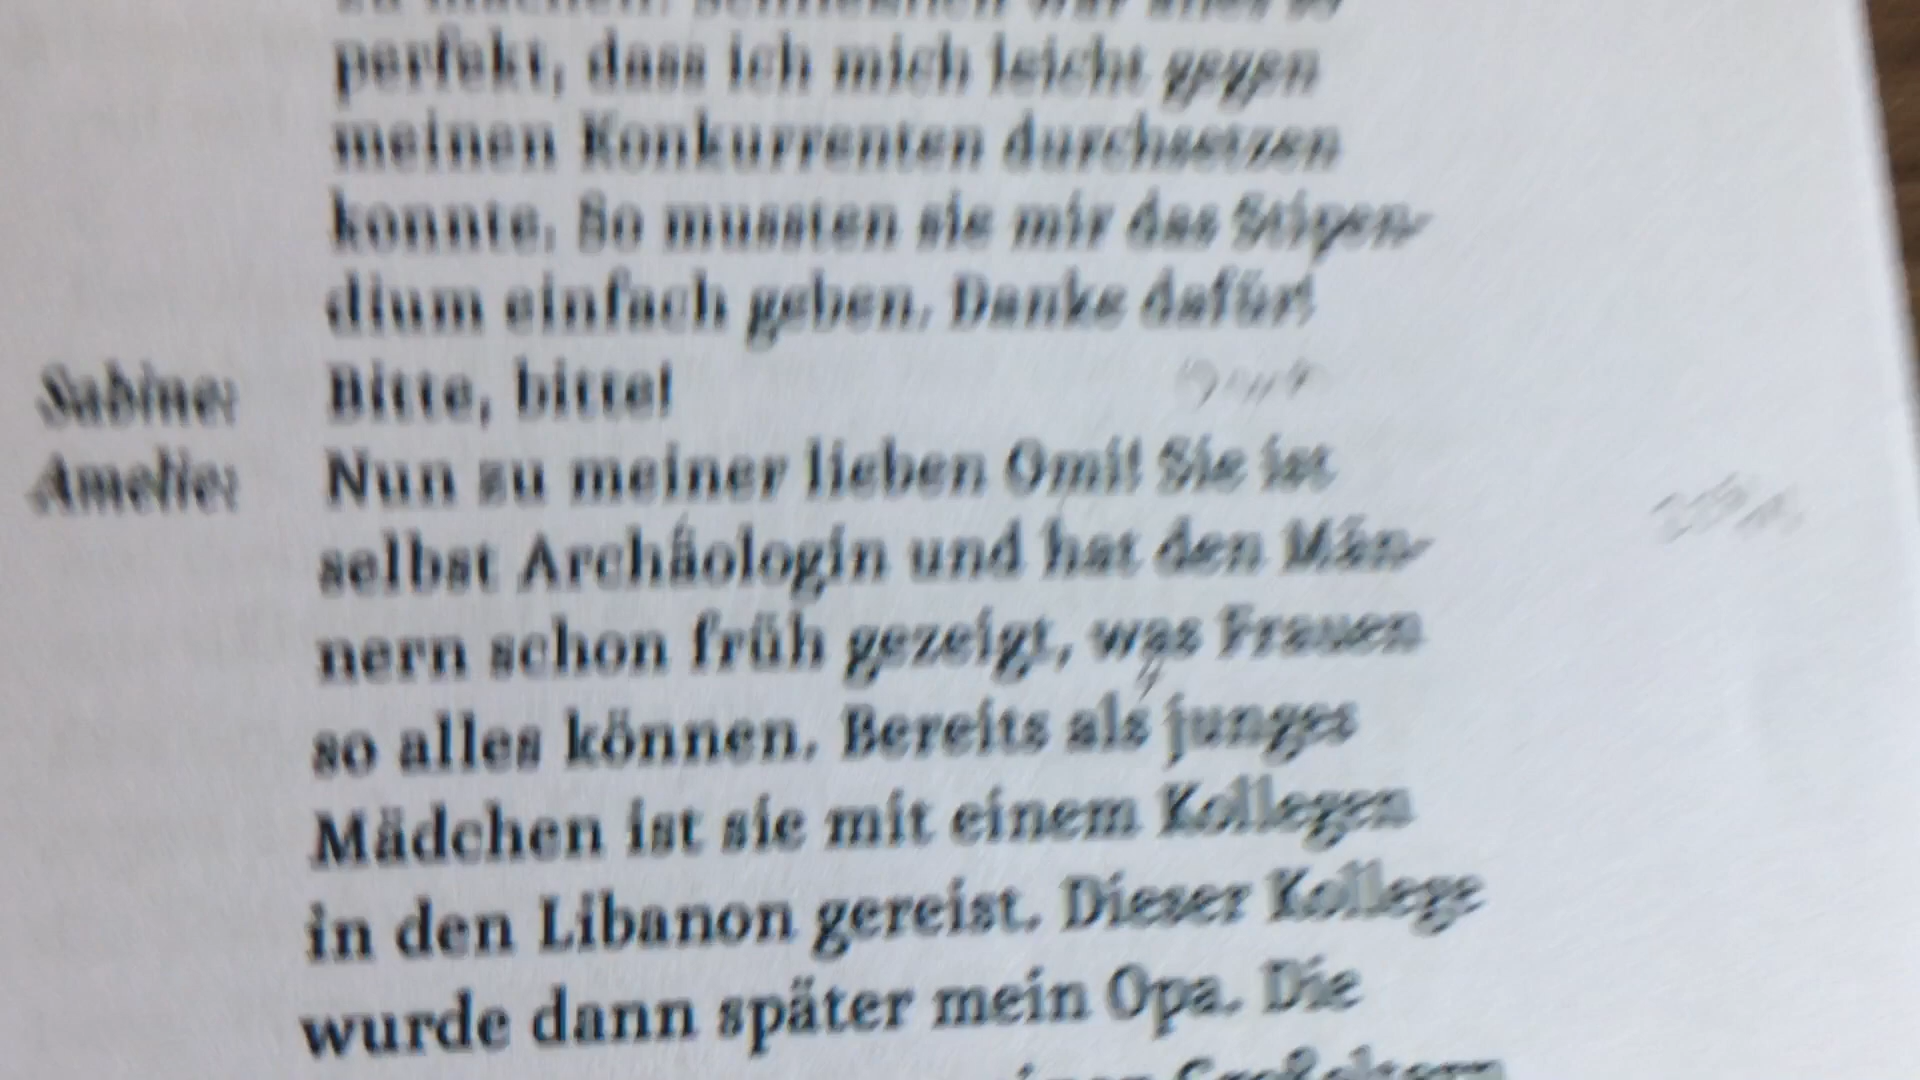 perfekt, dass ich mich leicht gegen
meinen Konkurrenten durchsetzen
konnte. So mussten sie mir das Stipen-
dium einfach geben. Danke dafür!
Sabine: Bitte, bitte!
Amelie: Nun zu meiner lieben Omi! Sie ist
selbst Archäologin und hat den Män-
nern schon früh gezeigt, was Frauen
so alles können. Bereits als junges
Mädchen ist sie mit einem Kollegen
in den Libanon gereist. Dieser Kollege
wurde dann später mein Opa. Die